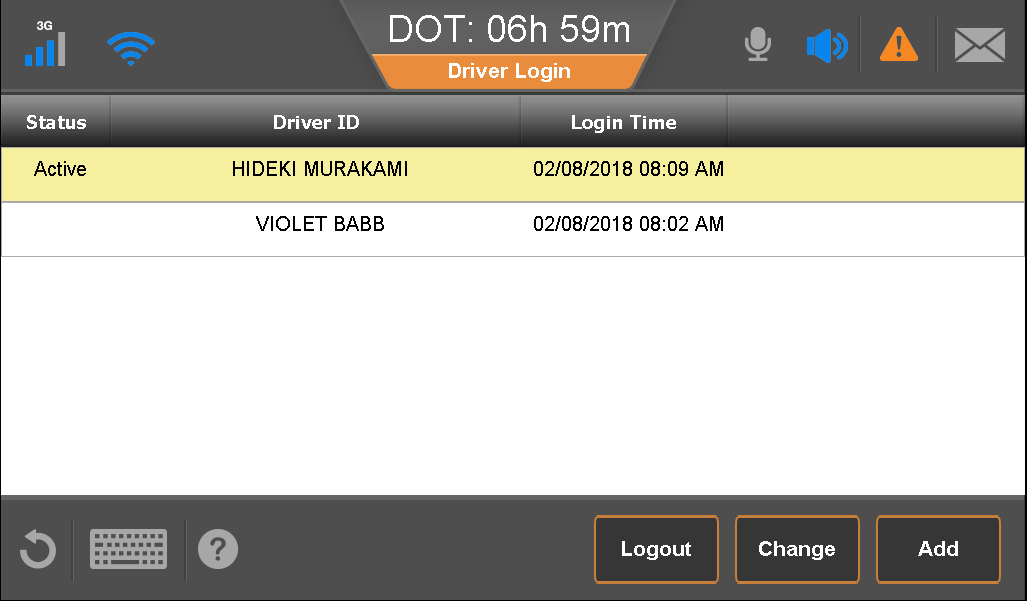 3G
DOT: 06h 59m
Driver Login
Status Driver ID Login Time
Active HIDEKI MURAKAMI 02/08/2018 08:09 AM
VIOLET BABB 02/08/2018 08:02 AM
? Logout Change Add